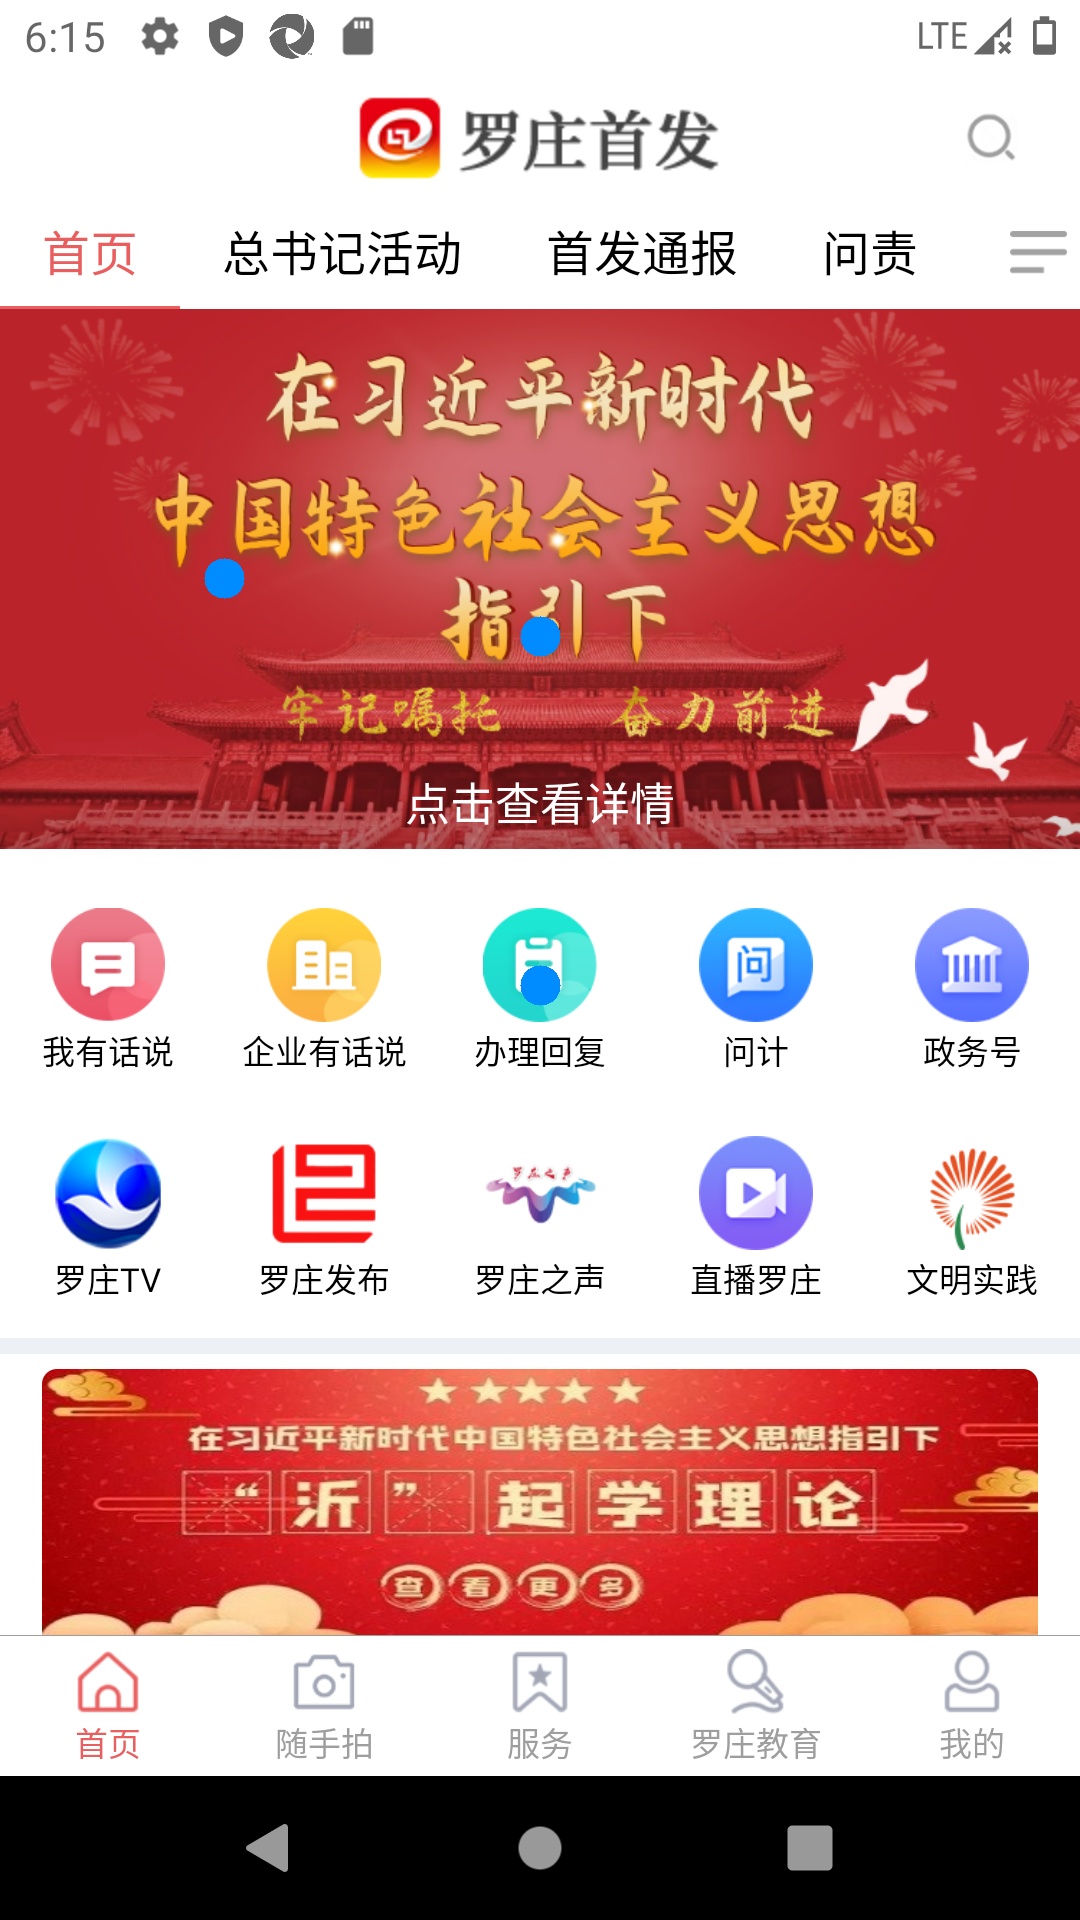 6:15
LTE
罗庄首发
首页 总书记活动 首发通报 问责
在习近平新时代
中国特色社会主义思想
指引下
牢记嘱托 奋力前进
点击查看详情
我有话说 企业有话说 办理回复 问计 政务号
问
罗庄之声
罗庄TV 罗庄发布 罗庄之声 直播罗庄 文明实践
在习近平新时代中国特色社会主义思想指引下
“沂”起学理论
查看更多
首页 随手拍 服务 罗庄教育 我的